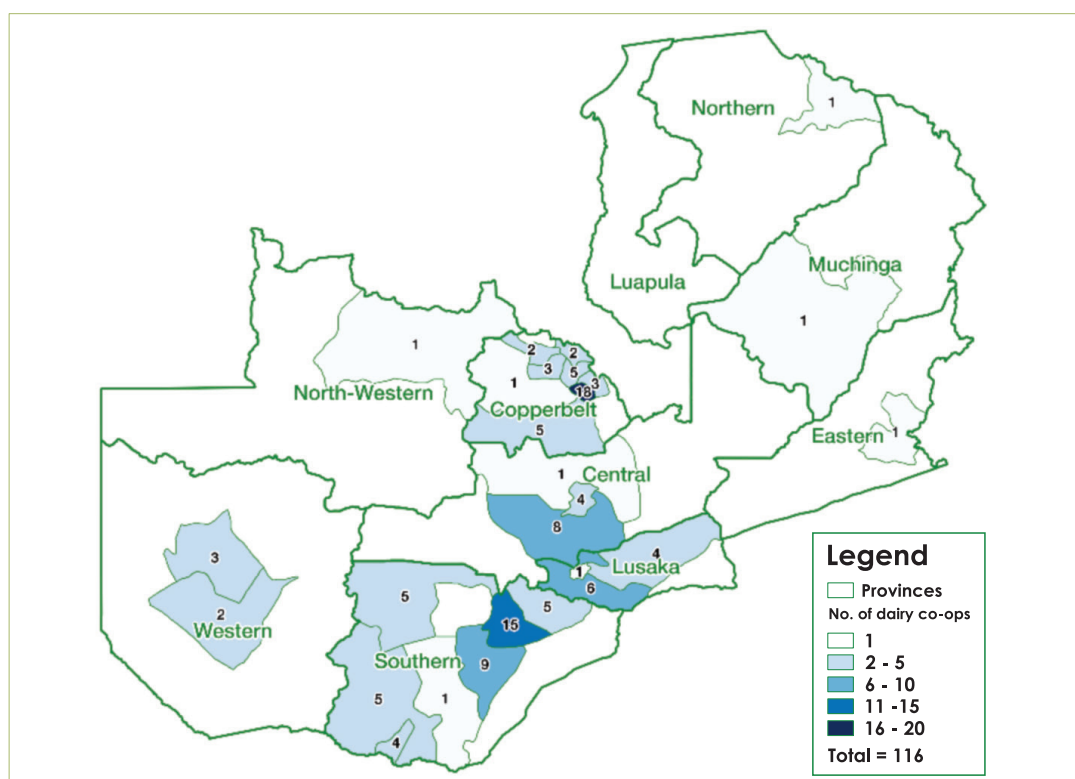 Northern
1
Luapula
Muchinga
1
North-Western
1
2
2
3
5
3
18
1
Copperbelt
5
Eastern
1
Central
1
4
8
Lusaka
4
1
6
Western
3
2
Southern
5
5
15
9
5
1
4
Legend
Provinces
No. of dairy co-ops
1
2 - 5
6 - 10
11 -15
16 - 20
Total = 116